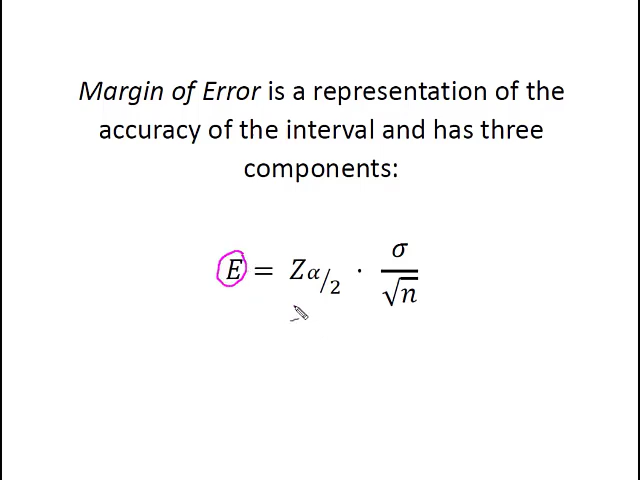 Margin of Error is a representation of the
accuracy of the interval and has three
components:
E = Zα/2 · σ/√n